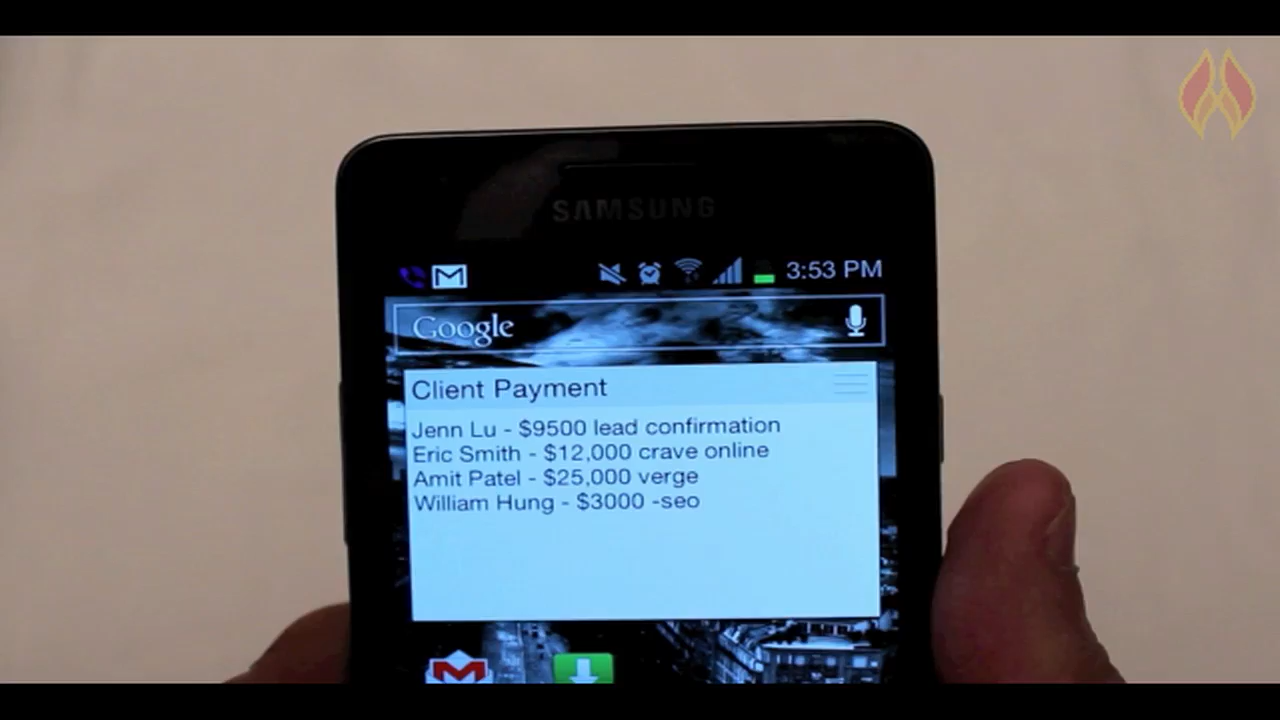 SAMSUNG
3:53 PM
Google
Client Payment
Jenn Lu - $9500 lead confirmation
Eric Smith - $12,000 crave online
Amit Patel - $25,000 verge
William Hung - $3000 -seo